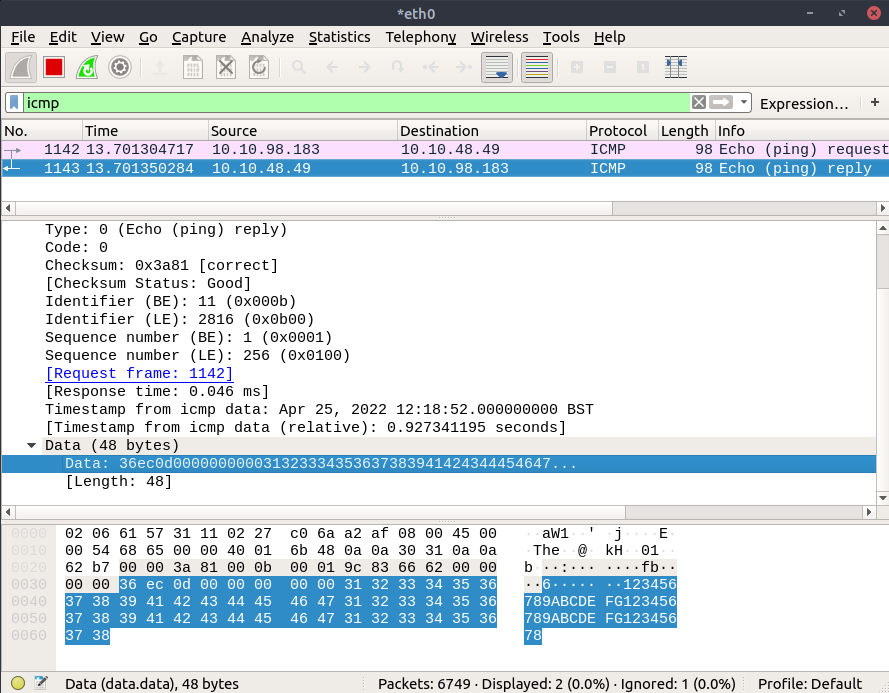 *eth0
File Edit View Go Capture Analyze Statistics Telephony Wireless Tools Help
icmp Expression… +
No. Time Source Destination Protocol Length Info
1142 13.701304717 10.10.98.183 10.10.48.49 ICMP 98 Echo (ping) request
1143 13.701350284 10.10.48.49 10.10.98.183 ICMP 98 Echo (ping) reply
Type: 0 (Echo (ping) reply)
Code: 0
Checksum: 0x3a81 [correct]
[Checksum Status: Good]
Identifier (BE): 11 (0x000b)
Identifier (LE): 2816 (0x0b00)
Sequence number (BE): 1 (0x0001)
Sequence number (LE): 256 (0x0100)
[Request frame: 1142]
[Response time: 0.046 ms]
Timestamp from icmp data: Apr 25, 2022 12:18:52.000000000 BST
[Timestamp from icmp data (relative): 0.927341195 seconds]
Data (48 bytes)
Data: 36ec0d0000000000313233343536373839414243444546​47...
[Length: 48]
0000 02 06 61 57 31 11 02 27 c0 6a a2 af 08 00 45 00 ··aW1··' ·j····E·
0010 00 54 68 65 00 00 40 01 6b 48 0a 0a 30 31 0a 0a ·The··@· kH··01··
0020 62 b7 00 00 3a 81 00 0b 00 01 9c 83 66 62 00 00 b···:··· ····fb··
0030 00 00 36 ec 0d 00 00 00 00 00 31 32 33 34 35 36 ··6····· ··123456
0040 37 38 39 41 42 43 44 45 46 47 31 32 33 34 35 36 789ABCDE FG123456
0050 37 38 39 41 42 43 44 45 46 47 31 32 33 34 35 36 789ABCDE FG123456
0060 37 38 78
Data (data.data), 48 bytes Packets: 6749 · Displayed: 2 (0.0%) · Ignored: 1 (0.0%) Profile: Default